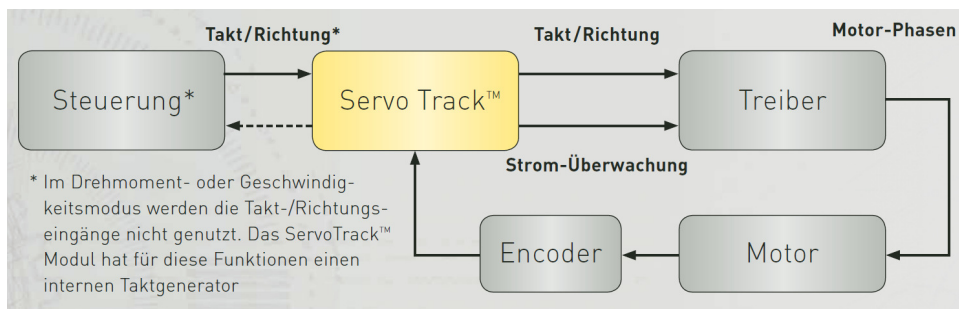 Takt/Richtung*
Takt/Richtung
Motor-Phasen
Steuerung*
Servo Track™
Treiber
Strom-Überwachung
* Im Drehmoment- oder Geschwindig-
keitsmodus werden die Takt-/Richtungs-
eingänge nicht genutzt. Das ServoTrack™
Modul hat für diese Funktionen einen
internen Taktgenerator
Encoder
Motor